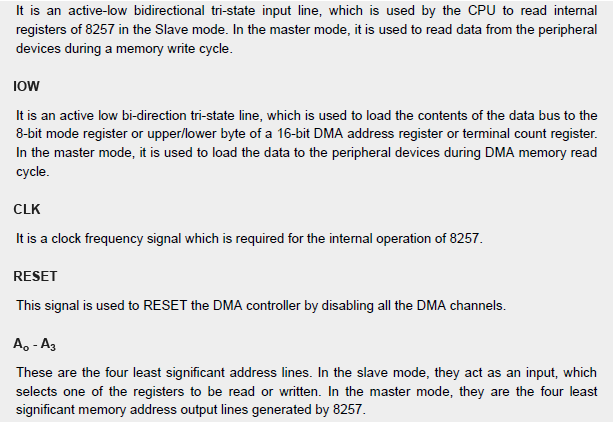 It is an active-low bidirectional tri-state input line, which is used by the CPU to read internal
registers of 8257 in the Slave mode. In the master mode, it is used to read data from the peripheral
devices during a memory write cycle.
IOW
It is an active low bi-direction tri-state line, which is used to load the contents of the data bus to the
8-bit mode register or upper/lower byte of a 16-bit DMA address register or terminal count register.
In the master mode, it is used to load the data to the peripheral devices during DMA memory read
cycle.
CLK
It is a clock frequency signal which is required for the internal operation of 8257.
RESET
This signal is used to RESET the DMA controller by disabling all the DMA channels.
Aₒ - A₃
These are the four least significant address lines. In the slave mode, they act as an input, which
selects one of the registers to be read or written. In the master mode, they are the four least
significant memory address output lines generated by 8257.